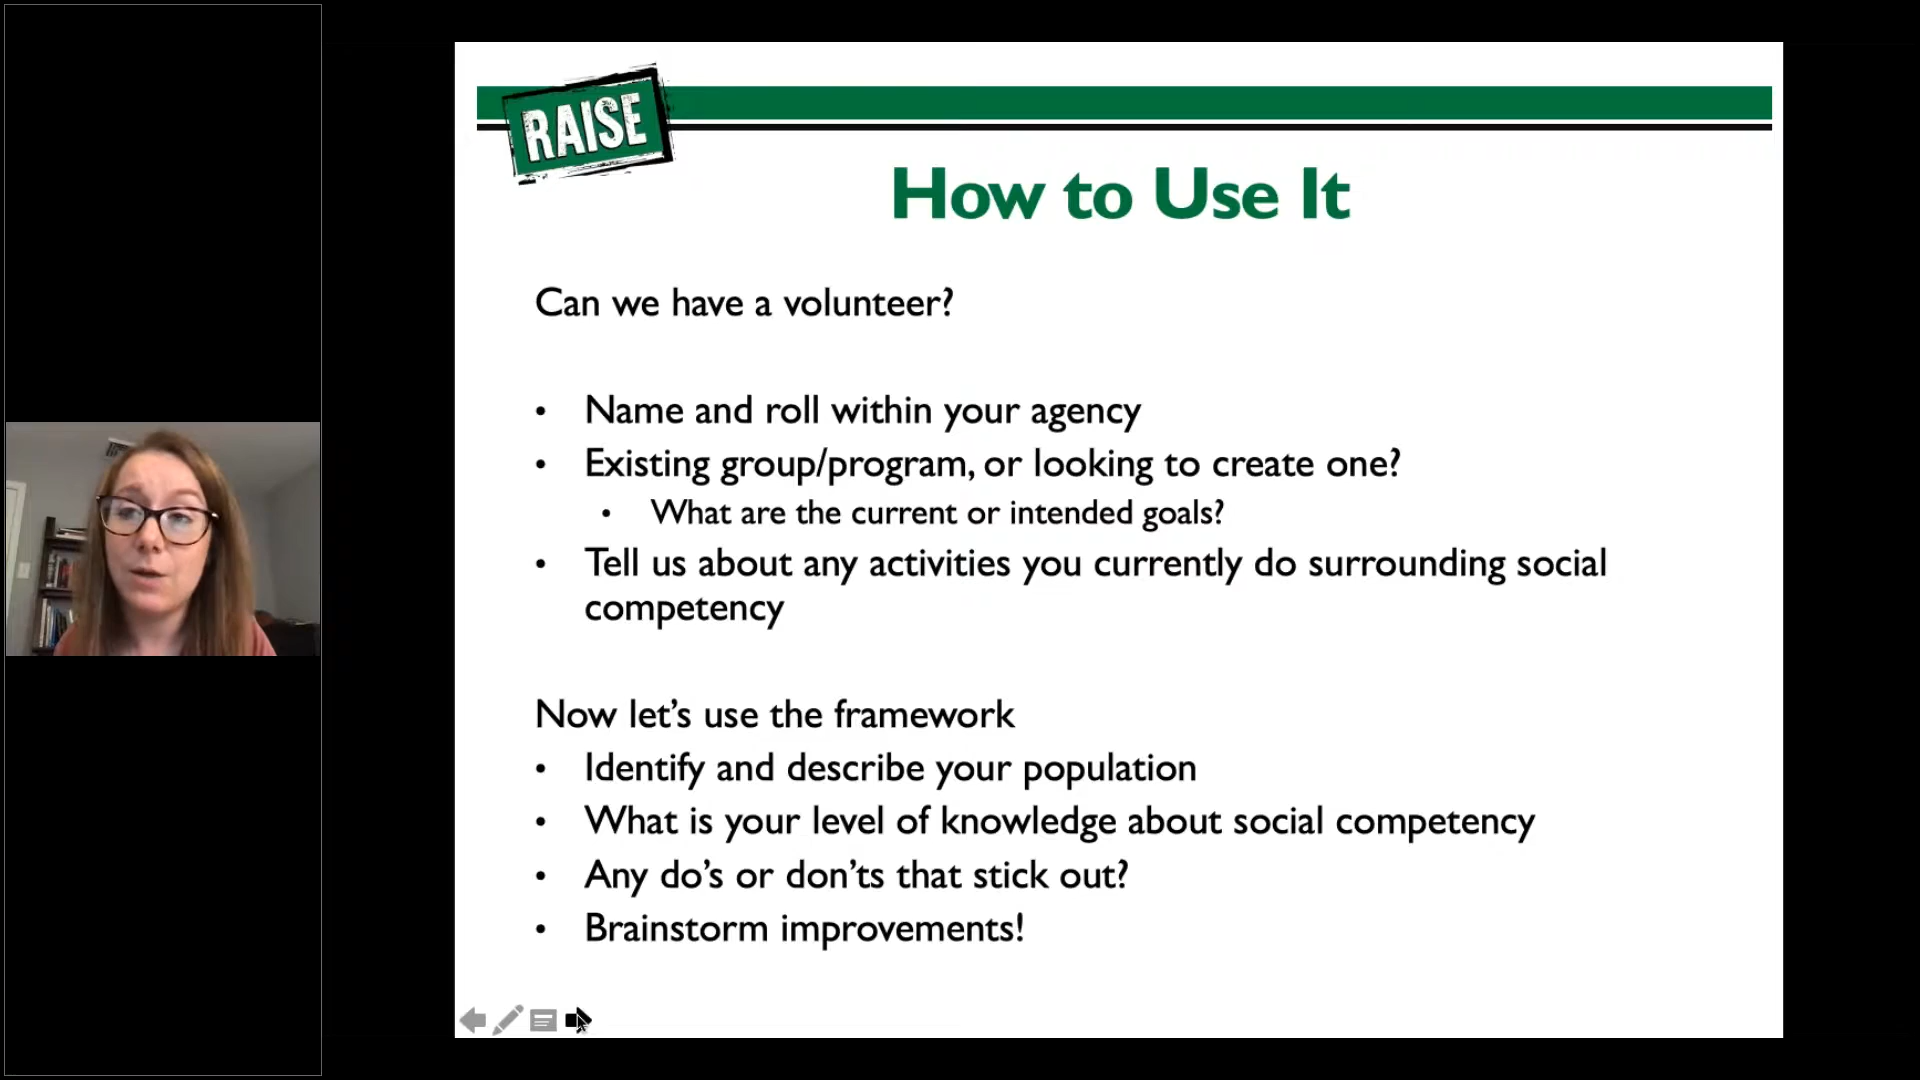 RAISE
How to Use It
Can we have a volunteer?
• Name and roll within your agency
• Existing group/program, or looking to create one?
• What are the current or intended goals?
• Tell us about any activities you currently do surrounding social
competency
Now let's use the framework
• Identify and describe your population
• What is your level of knowledge about social competency
• Any do's or don'ts that stick out?
• Brainstorm improvements!